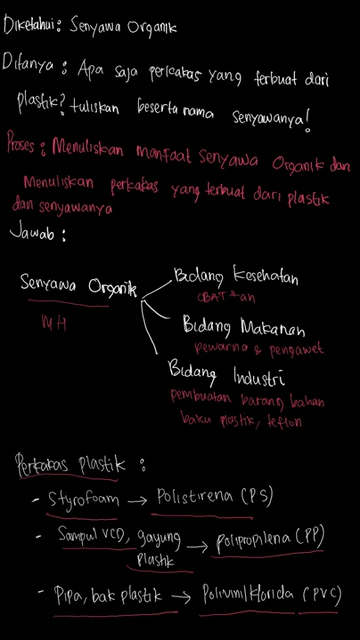 Diketahui: Senyawa Organik
Ditanya: Apa saja perkakas yang terbuat dari
plastik? tuliskan beserta nama senyawanya!
Proses: Menuliskan manfaat Senyawa Organik dan
Menuliskan perkakas yang terbuat dari plastik
dan senyawanya
Jawab:
Senyawa Organik
MH
Bidang Kesehatan
OBAT²an
Bidang Makanan
pewarna & pengawet
Bidang Industri
pembuatan barang bahan
baku plastik, teflon
Perkakas plastik :
- Styrofoam → Polistirena (PS)
- Sampul VCD, gayung plastik → polipropilena (PP)
- Pipa, bak plastik → Polivinilklorida (PVC)